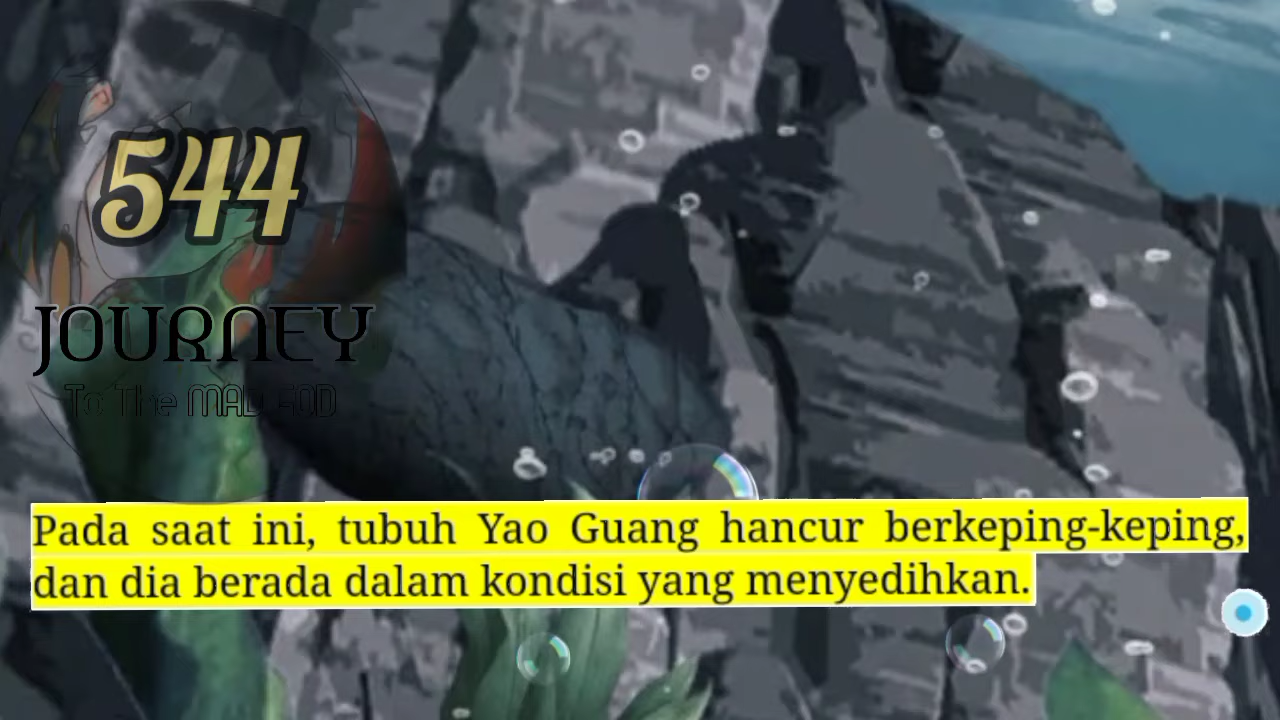 544
JOURNEY
To The MAD GOD
Pada saat ini, tubuh Yao Guang hancur berkeping-keping,
dan dia berada dalam kondisi yang menyedihkan.